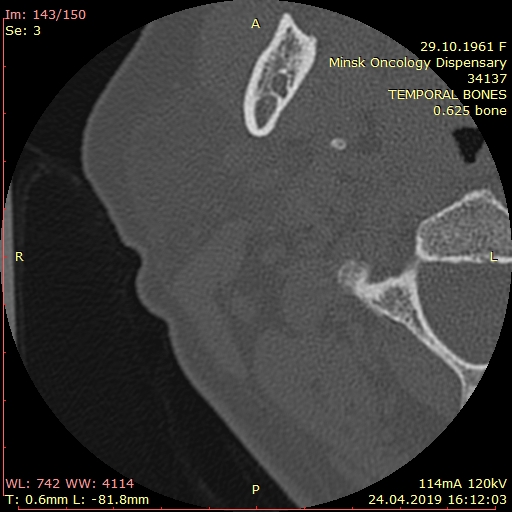 Im: 143/150
Se: 3
A
29.10.1961 F
Minsk Oncology Dispensary
34137
TEMPORAL BONES
0.625 bone
R
L
WL: 742 WW: 4114
T: 0.6mm L: -81.8mm
P
114mA 120kV
24.04.2019 16:12:03